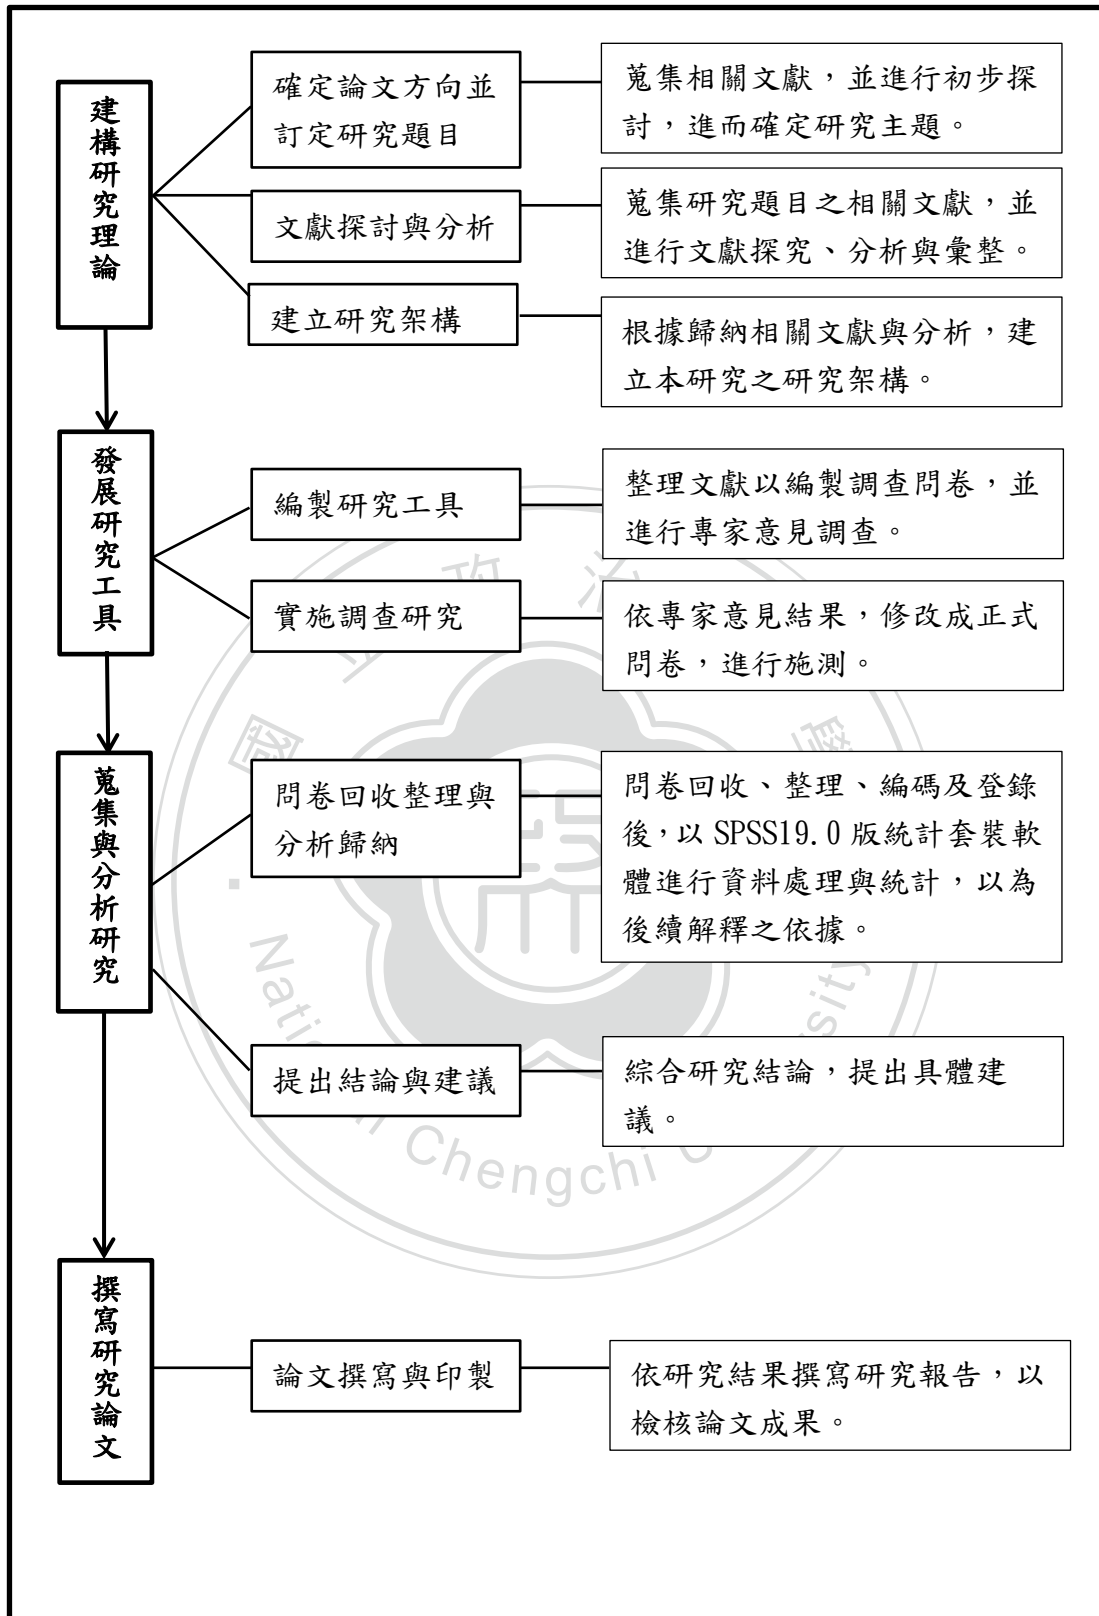 建構研究理論
確定論文方向並
訂定研究題目
蒐集相關文獻，並進行初步探
討，進而確定研究主題。
文獻探討與分析
蒐集研究題目之相關文獻，並
進行文獻探究、分析與彙整。
建立研究架構
根據歸納相關文獻與分析，建
立本研究之研究架構。
發展研究工具
編製研究工具
整理文獻以編製調查問卷，並
進行專家意見調查。
實施調查研究
依專家意見結果，修改成正式
問卷，進行施測。
蒐集與分析研究
問卷回收整理與
分析歸納
問卷回收、整理、編碼及登錄
後，以 SPSS19.0 版統計套裝軟
體進行資料處理與統計，以為
後續解釋之依據。
提出結論與建議
綜合研究結論，提出具體建
議。
撰寫研究論文
論文撰寫與印製
依研究結果撰寫研究報告，以
檢核論文成果。
Chengchi